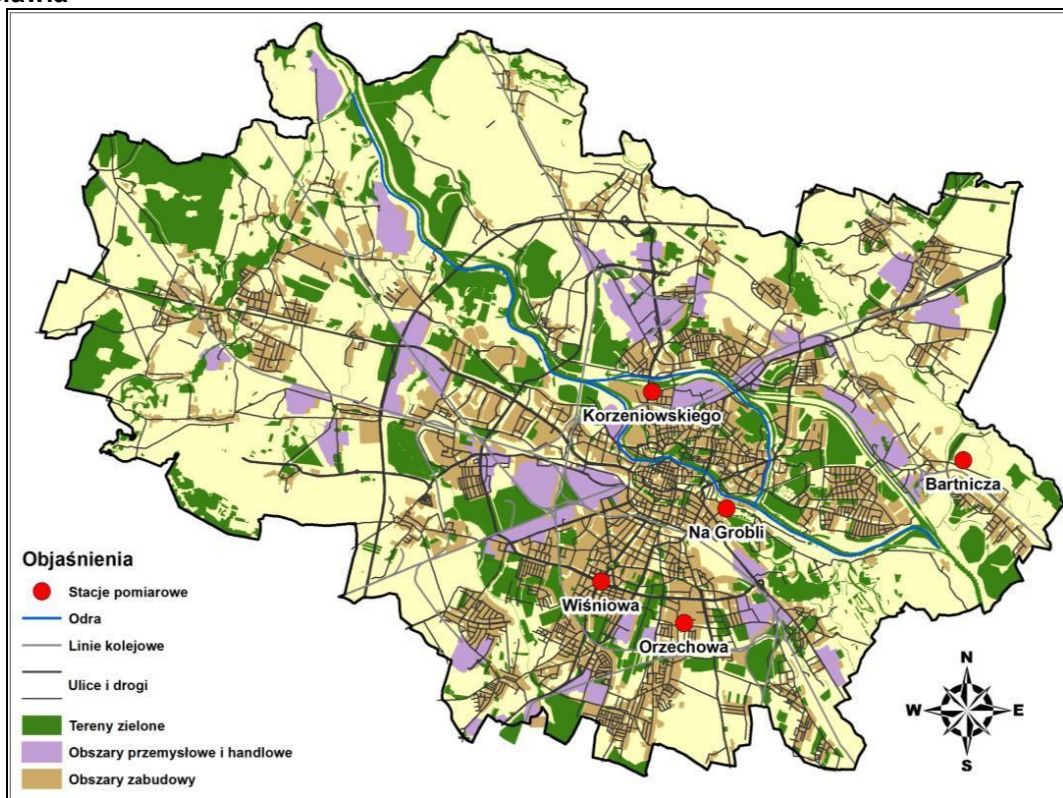 Korzeniowskiego
Bartnicza
Na Grobli
Wiśniowa
Orzechowa
Objaśnienia
Stacje pomiarowe
Odra
Linie kolejowe
Ulice i drogi
Tereny zielone
Obszary przemysłowe i handlowe
Obszary zabudowy
N
W E
S